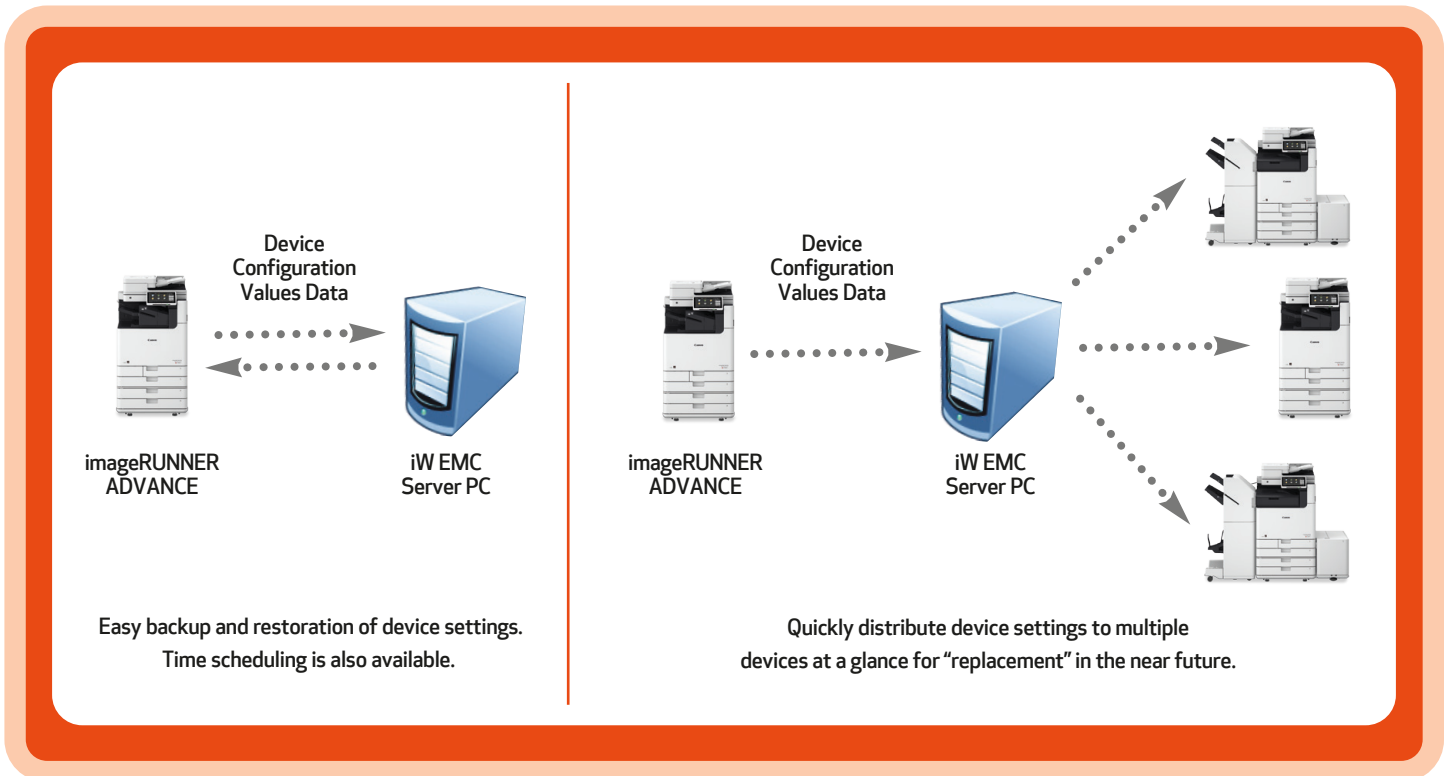 Device
Configuration
Values Data
imageRUNNER
ADVANCE
iW EMC
Server PC
Easy backup and restoration of device settings.
Time scheduling is also available.
Device
Configuration
Values Data
imageRUNNER
ADVANCE
iW EMC
Server PC
Quickly distribute device settings to multiple
devices at a glance for “replacement” in the near future.